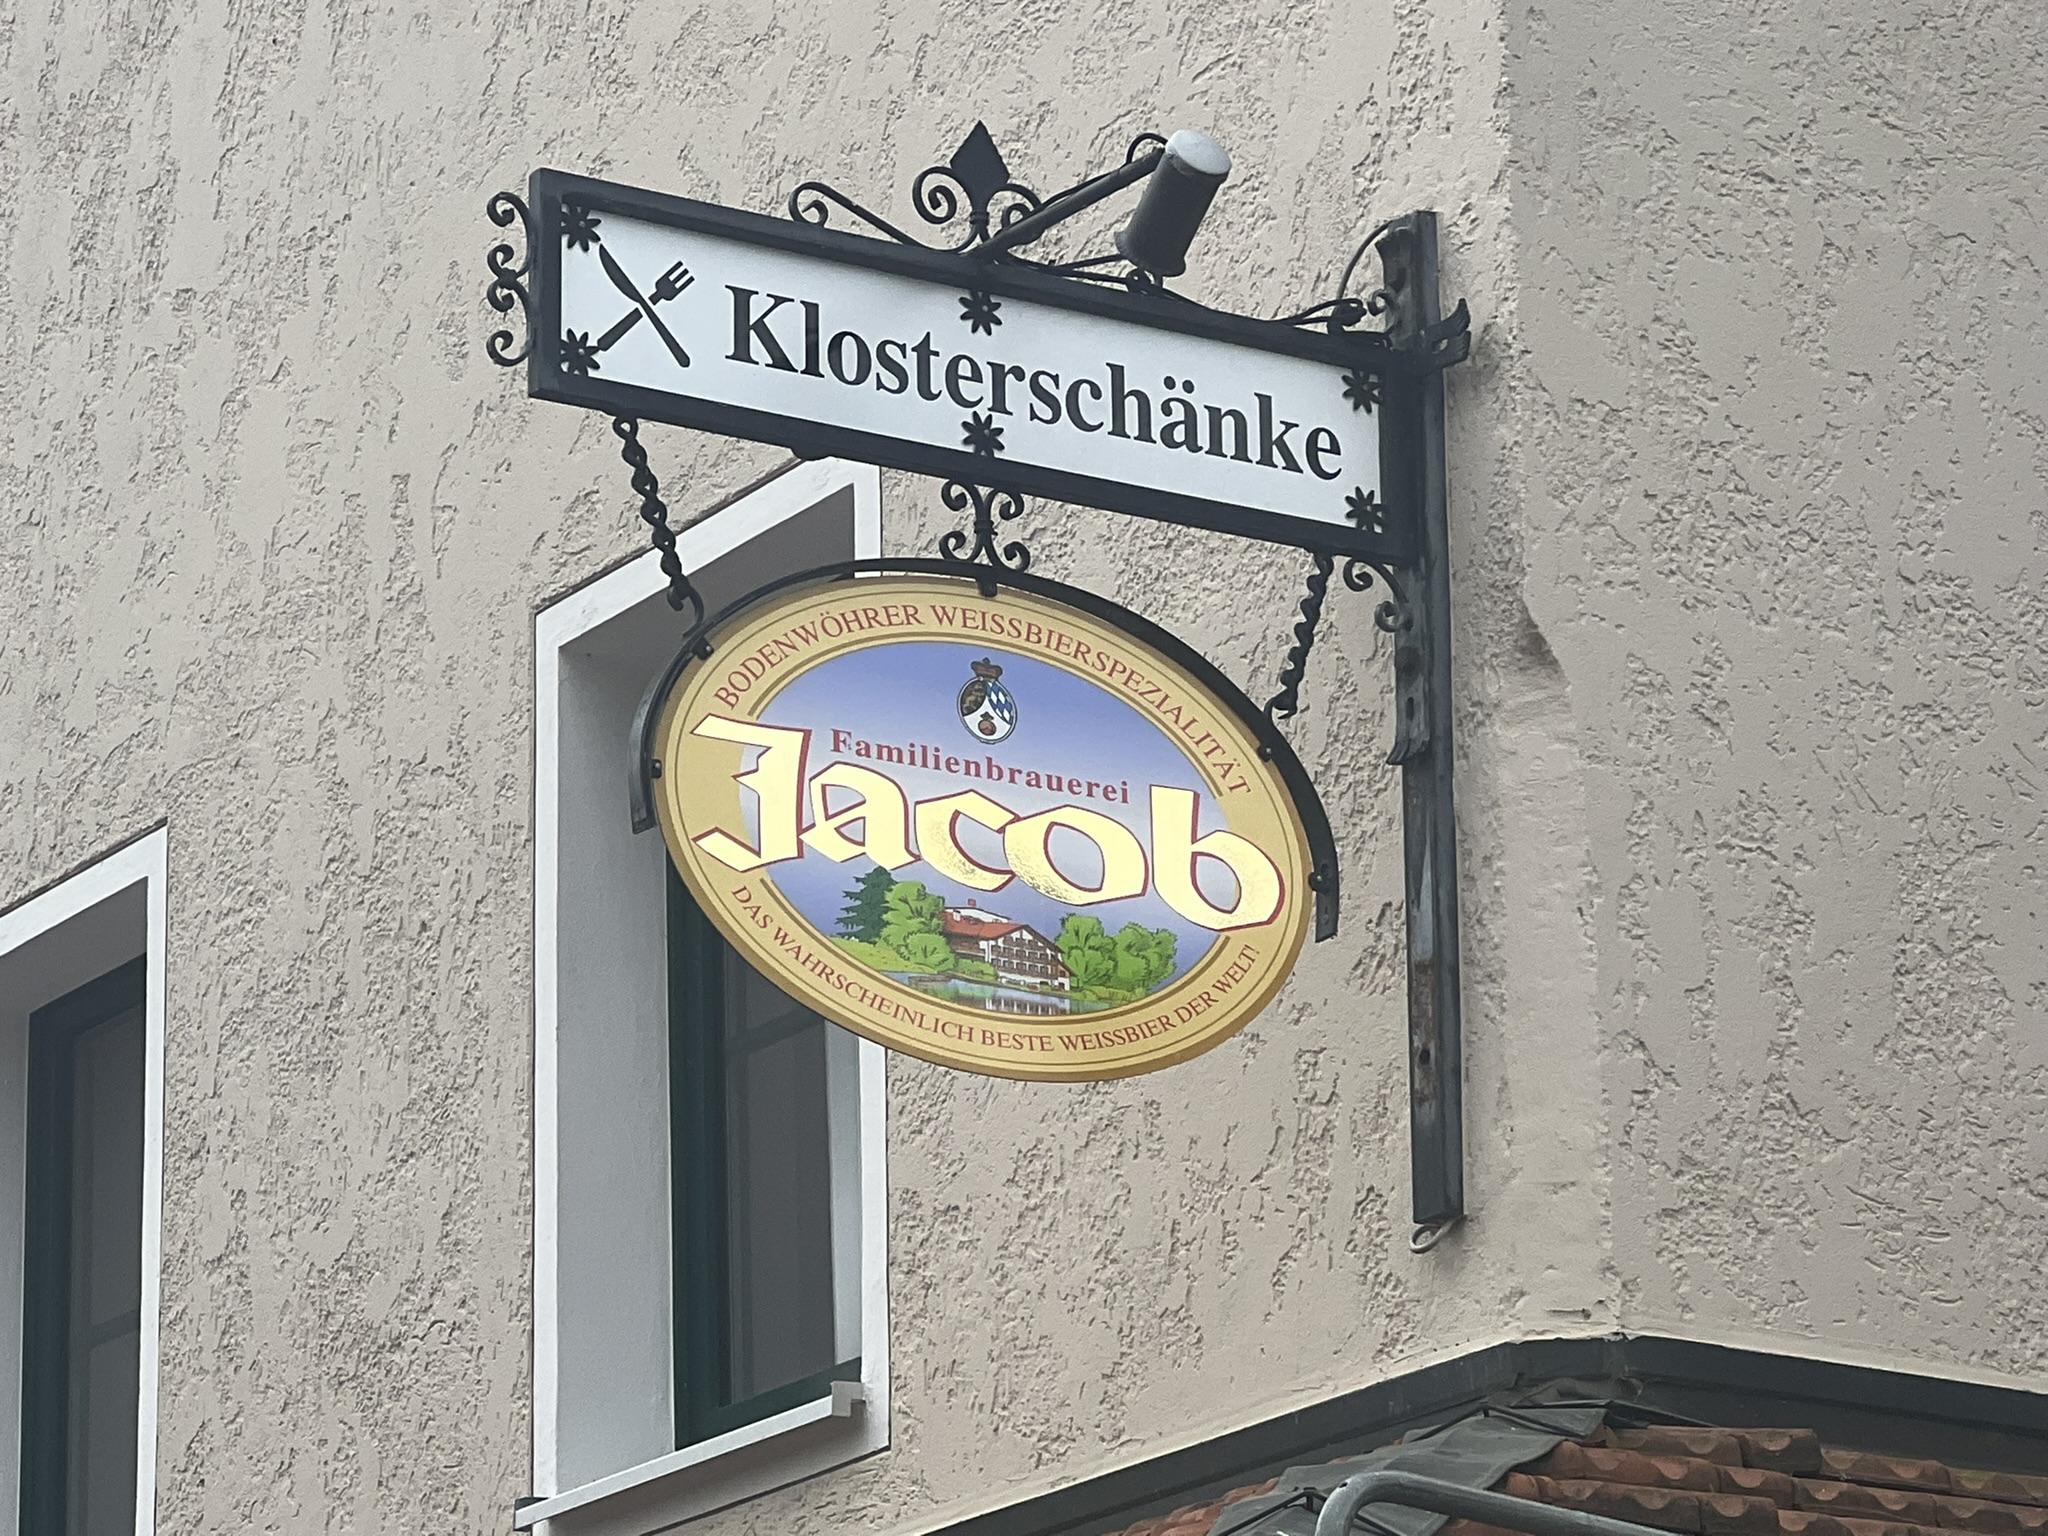 Klosterschänke
BODENWÖHRER WEISSBIERSPEZIALITÄT
Familienbrauerei
Jacob
DAS WAHRSCHEINLICH BESTE WEISSBIER DER WELT!